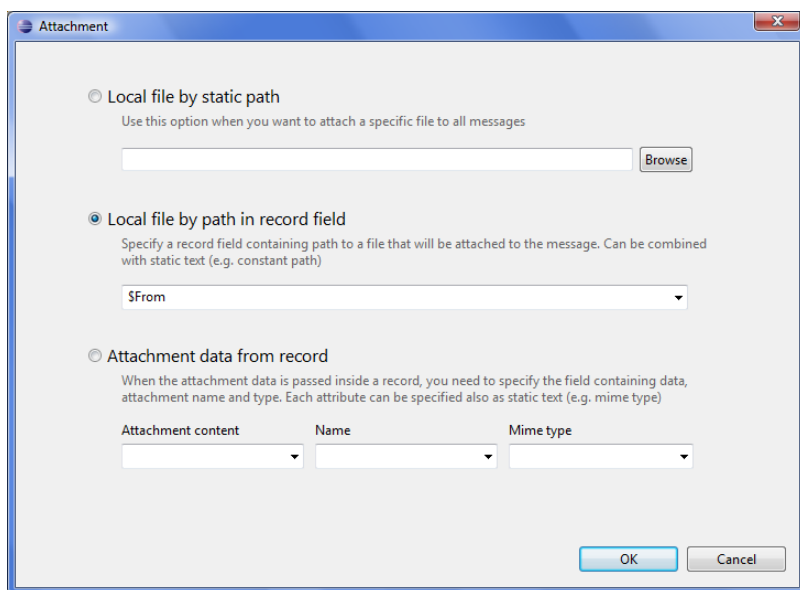 Attachment
Local file by static path
Use this option when you want to attach a specific file to all messages
Browse
Local file by path in record field
Specify a record field containing path to a file that will be attached to the message. Can be combined
with static text (e.g. constant path)
$From
Attachment data from record
When the attachment data is passed inside a record, you need to specify the field containing data,
attachment name and type. Each attribute can be specified also as static text (e.g. mime type)
Attachment content Name Mime type
OK Cancel